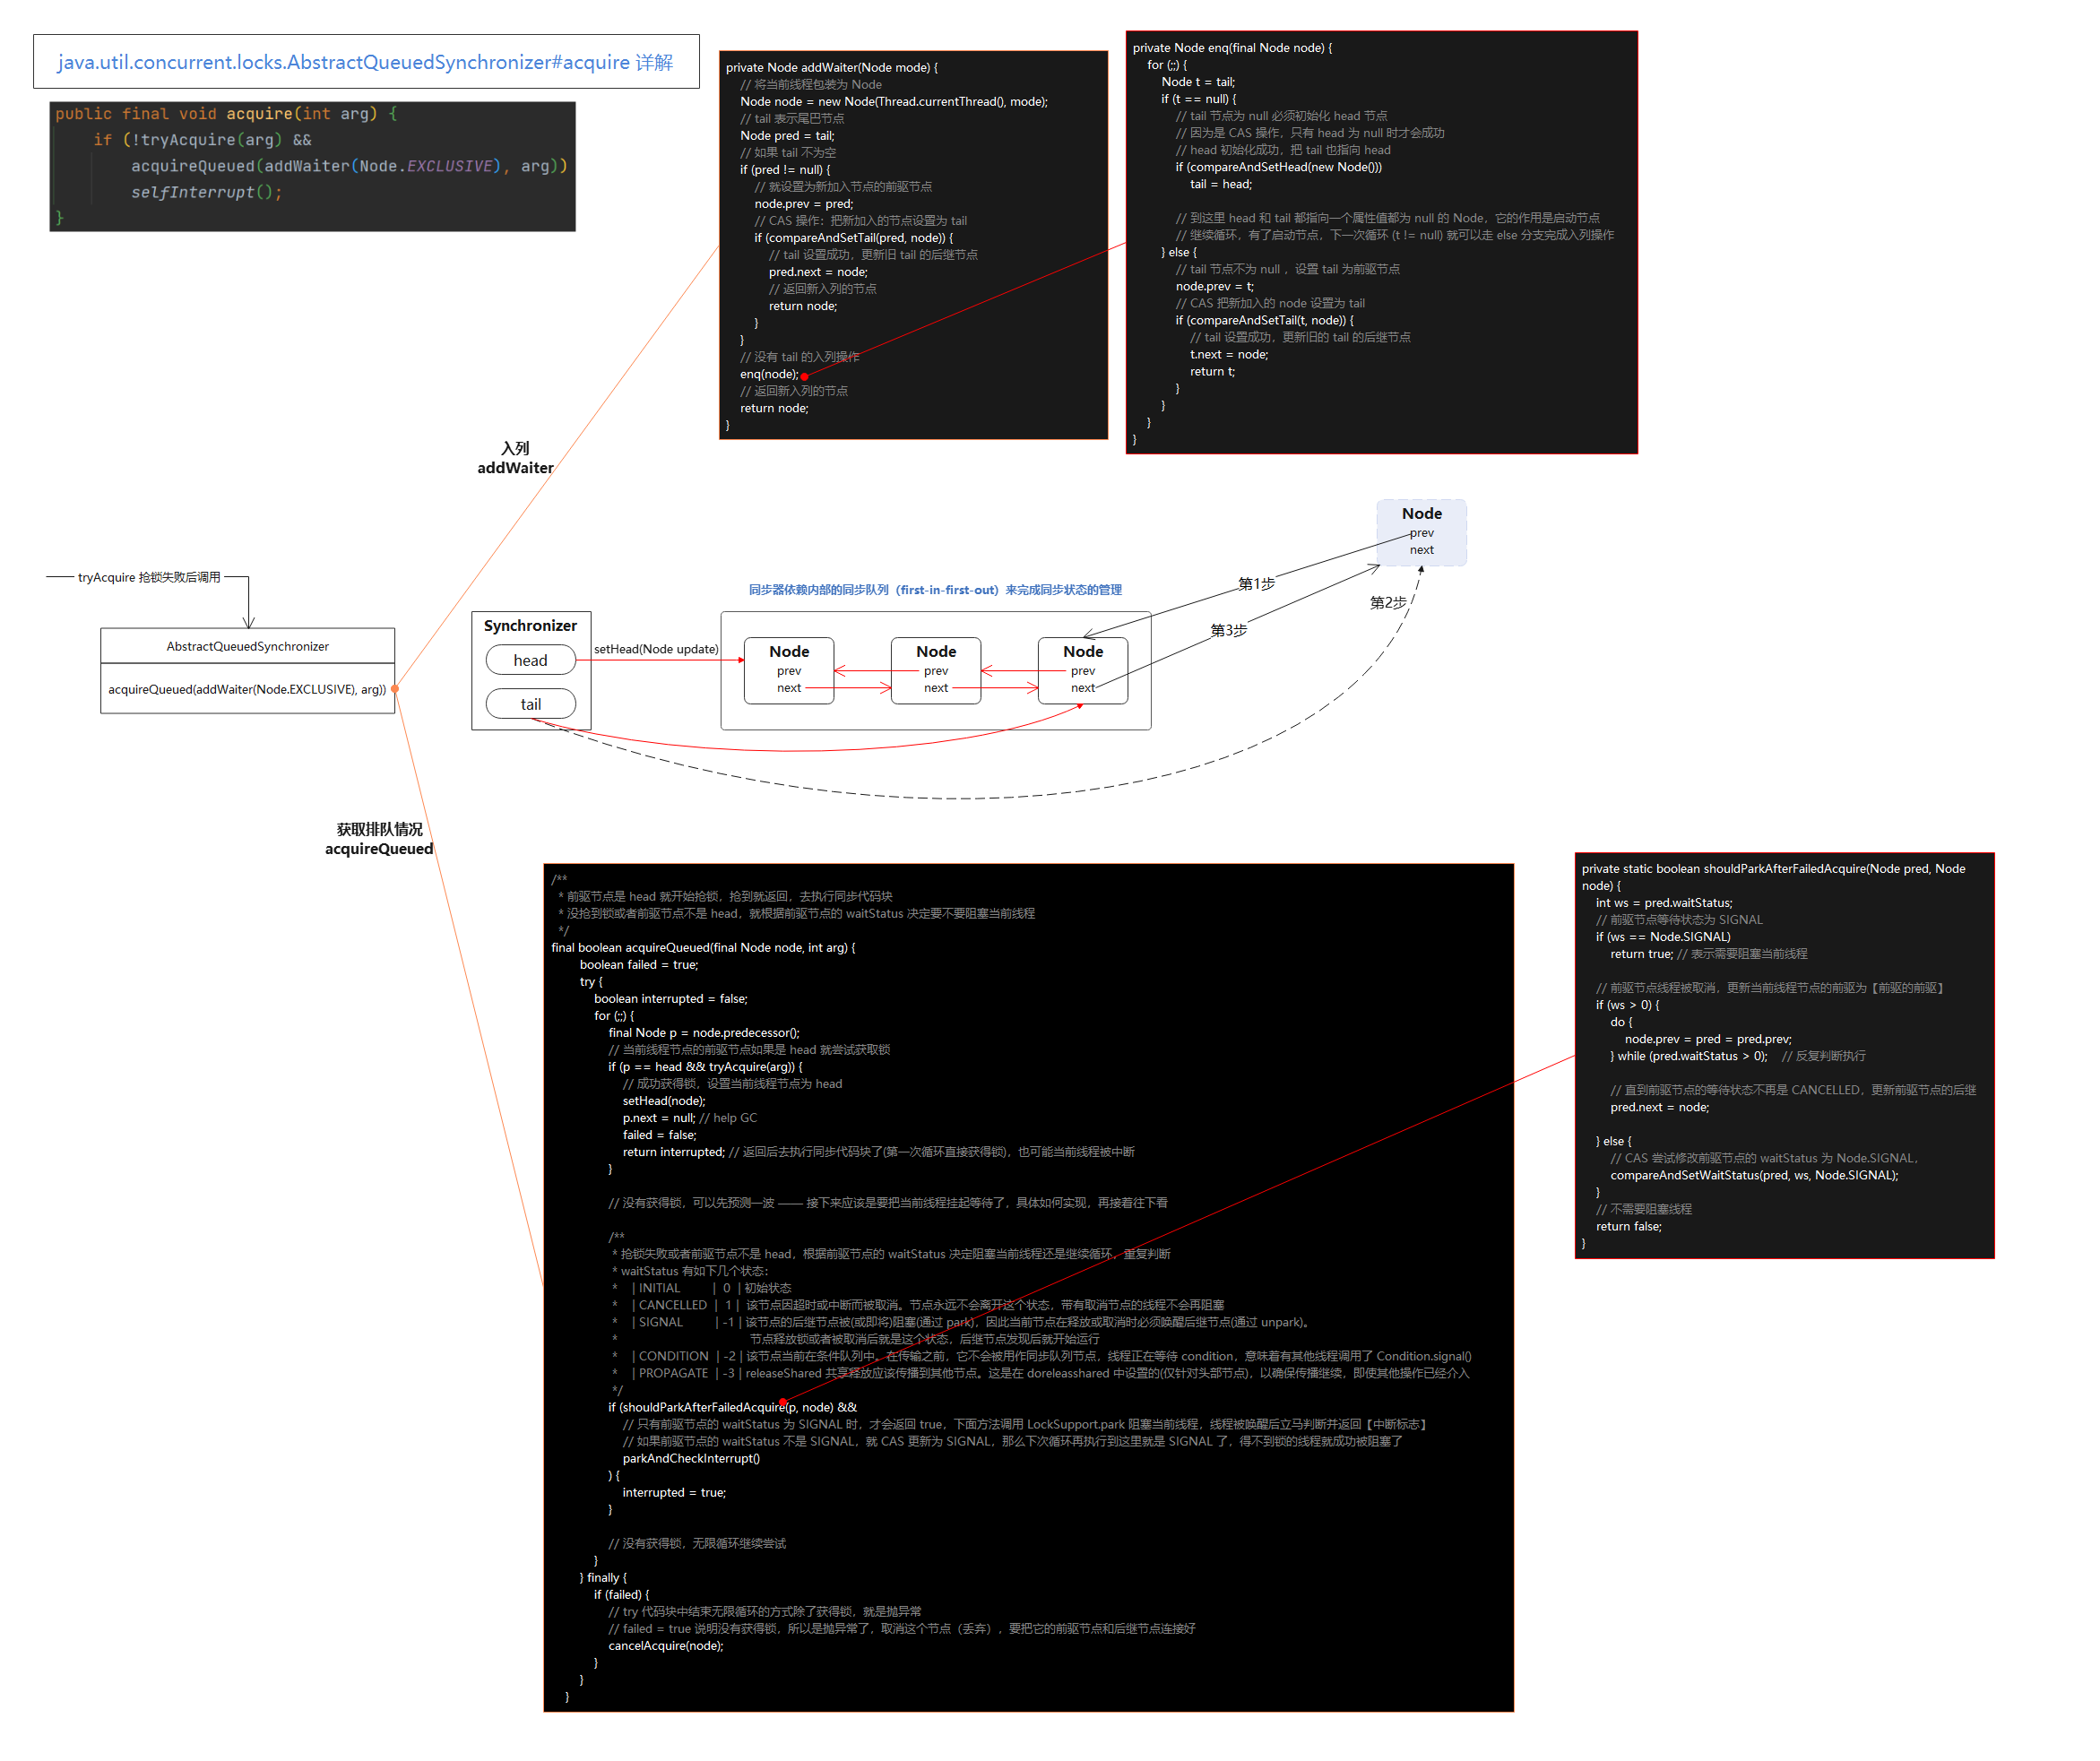 java.util.concurrent.locks.AbstractQueuedSynchronizer#acquire 详解
public final void acquire(int arg) {
if (!tryAcquire(arg) &&
acquireQueued(addWaiter(Node.EXCLUSIVE), arg))
selfInterrupt();
}
private Node addWaiter(Node mode) {
// 将当前线程包装为 Node
Node node = new Node(Thread.currentThread(), mode);
// tail 表示尾巴节点
Node pred = tail;
// 如果 tail 不为空
if (pred != null) {
// 就设置为新加入节点的前驱节点
node.prev = pred;
// CAS 操作：把新加入的节点设置为 tail
if (compareAndSetTail(pred, node)) {
// tail 设置成功，更新旧 tail 的后继节点
pred.next = node;
// 返回新入列的节点
return node;
}
}
// 没有 tail 的入列操作
enq(node);
// 返回新入列的节点
return node;
}
private Node enq(final Node node) {
for (;;) {
Node t = tail;
if (t == null) {
// tail 节点为 null 必须初始化 head 节点
// 因为是 CAS 操作，只有 head 为 null 时才会成功
// head 初始化成功，把 tail 也指向 head
if (compareAndSetHead(new Node()))
tail = head;
// 到这里 head 和 tail 都指向一个属性值都为 null 的 Node，它的作用是启动节点
// 继续循环，有了启动节点，下一次循环 (t != null) 就可以走 else 分支完成入列操作
} else {
// tail 节点不为 null ，设置 tail 为前驱节点
node.prev = t;
// CAS 把新加入的 node 设置为 tail
if (compareAndSetTail(t, node)) {
// tail 设置成功，更新旧的 tail 的后继节点
t.next = node;
return t;
}
}
}
}
入列
addWaiter
tryAcquire 抢锁失败后调用
AbstractQueuedSynchronizer
acquireQueued(addWaiter(Node.EXCLUSIVE), arg))
同步器依赖内部的同步队列（first-in-first-out）来完成同步状态的管理
Synchronizer
head
tail
setHead(Node update)
Node
prev
next
Node
prev
next
Node
prev
next
Node
prev
next
第1步
第2步
第3步
获取排队情况
acquireQueued
/**
* 前驱节点是 head 就开始抢锁，抢到就返回，去执行同步代码块
* 没抢到锁或者前驱节点不是 head，就根据前驱节点的 waitStatus 决定要不要阻塞当前线程
*/
final boolean acquireQueued(final Node node, int arg) {
boolean failed = true;
try {
boolean interrupted = false;
for (;;) {
final Node p = node.predecessor();
// 当前线程节点的前驱节点如果是 head 就尝试获取锁
if (p == head && tryAcquire(arg)) {
// 成功获得锁，设置当前线程节点为 head
setHead(node);
p.next = null; // help GC
failed = false;
return interrupted; // 返回后去执行同步代码块了(第一次循环直接获得锁)，也可能当前线程被中断
}
// 没有获得锁，可以先预测一波 —— 接下来应该是要把当前线程挂起等待了，具体如何实现，再接着往下看
/**
* 抢锁失败或者前驱节点不是 head，根据前驱节点的 waitStatus 决定阻塞当前线程还是继续循环，重复判断
* waitStatus 有如下几个状态：
* | INITIAL | 0 | 初始状态
* | CANCELLED | 1 | 该节点因超时或中断而被取消。节点永远不会离开这个状态，带有取消节点的线程不会再阻塞
* | SIGNAL | -1 | 该节点的后继节点被(或即将)阻塞(通过 park)，因此当前节点在释放或取消时必须唤醒后继节点(通过 unpark)。
* 节点释放锁或者被取消后就是这个状态，后继节点发现后就开始运行
* | CONDITION | -2 | 该节点当前在条件队列中。在传输之前，它不会被用作同步队列节点，线程正在等待 condition，意味着有其他线程调用了 Condition.signal()
* | PROPAGATE | -3 | releaseShared 共享释放应该传播到其他节点。这是在 doreleasshared 中设置的(仅针对头部节点)，以确保传播继续，即使其他操作已经介入
*/
if (shouldParkAfterFailedAcquire(p, node) &&
// 只有前驱节点的 waitStatus 为 SIGNAL 时，才会返回 true，下面方法调用 LockSupport.park 阻塞当前线程，线程被唤醒后立马判断并返回【中断标志】
// 如果前驱节点的 waitStatus 不是 SIGNAL，就 CAS 更新为 SIGNAL，那么下次循环再执行到这里就是 SIGNAL 了，得不到锁的线程就成功被阻塞了
parkAndCheckInterrupt()
) {
interrupted = true;
}
// 没有获得锁，无限循环继续尝试
}
} finally {
if (failed) {
// try 代码块中结束无限循环的方式除了获得锁，就是抛异常
// failed = true 说明没有获得锁，所以是抛异常了，取消这个节点（丢弃），要把它的前驱节点和后继节点连接好
cancelAcquire(node);
}
}
}
private static boolean shouldParkAfterFailedAcquire(Node pred, Node
node) {
int ws = pred.waitStatus;
// 前驱节点等待状态为 SIGNAL
if (ws == Node.SIGNAL)
return true; // 表示需要阻塞当前线程
// 前驱节点线程被取消，更新当前线程节点的前驱为【前驱的前驱】
if (ws > 0) {
do {
node.prev = pred = pred.prev;
} while (pred.waitStatus > 0); // 反复判断执行
// 直到前驱节点的等待状态不再是 CANCELLED，更新前驱节点的后继
pred.next = node;
} else {
// CAS 尝试修改前驱节点的 waitStatus 为 Node.SIGNAL，
compareAndSetWaitStatus(pred, ws, Node.SIGNAL);
}
// 不需要阻塞线程
return false;
}